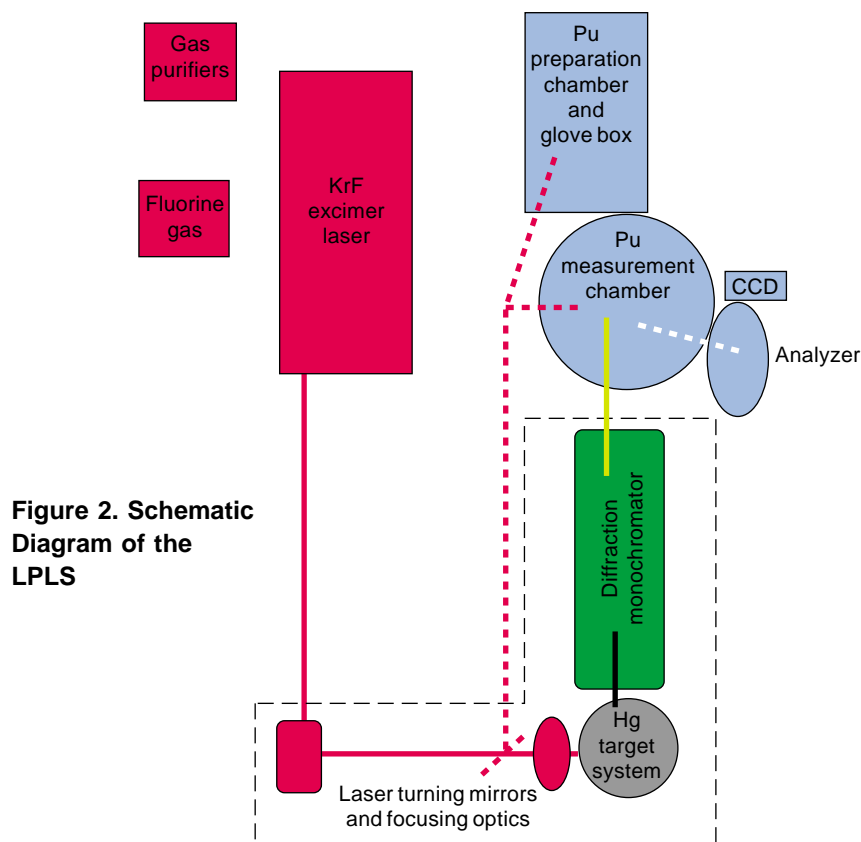 Gas
purifiers
Fluorine
gas
KrF
excimer
laser
Pu
preparation
chamber
and
glove box
Pu
measurement
chamber
CCD
Analyzer
Diffraction
monochromator
Figure 2. Schematic
Diagram of the
LPLS
Hg
target
system
Laser turning mirrors
and focusing optics